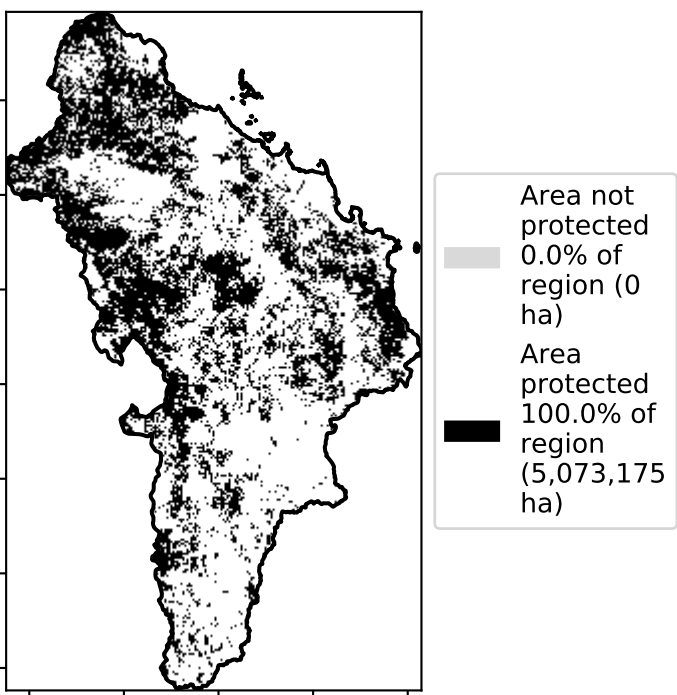 Area not
protected
0.0% of
region (0
ha)
Area
protected
100.0% of
region
(5,073,175
ha)